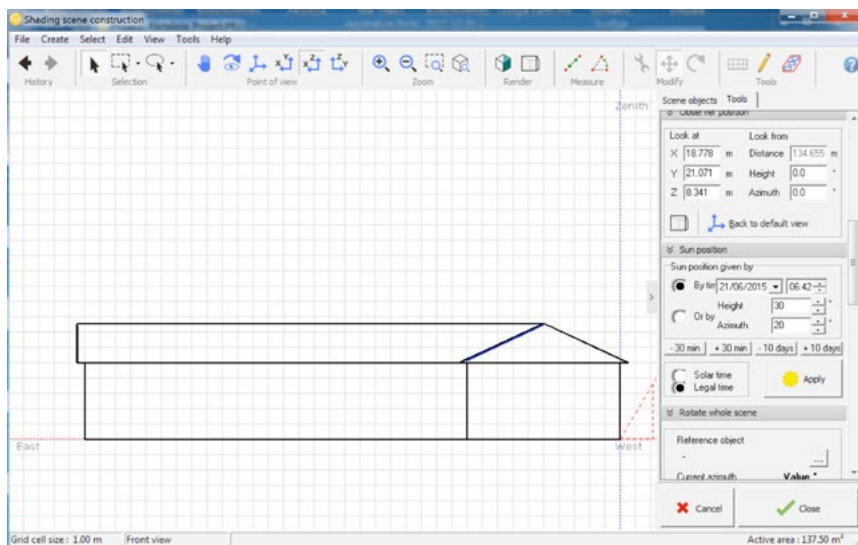 Shading scene construction
File Create Select Edit View Tools Help
History Selection Point of view Zoom Render Measure Modify Tools
Zenith
East
West
Scene objects Tools
Observer position
Look at Look from
X 18.778 m Distance 134.655 m
Y 21.071 m Height 0.0 °
Z 8.341 m Azimuth 0.0 °
Back to default view
Sun position
Sun position given by
By tim 21/06/2015 06:42
Or by Height 30 °
Azimuth 20 °
- 30 min + 30 min - 10 days + 10 days
Solar time
Legal time
Apply
Rotate whole scene
Reference object
- ...
Current azimuth Value °
Cancel Close
Grid cell size : 1.00 m Front view Active area : 137.50 m²